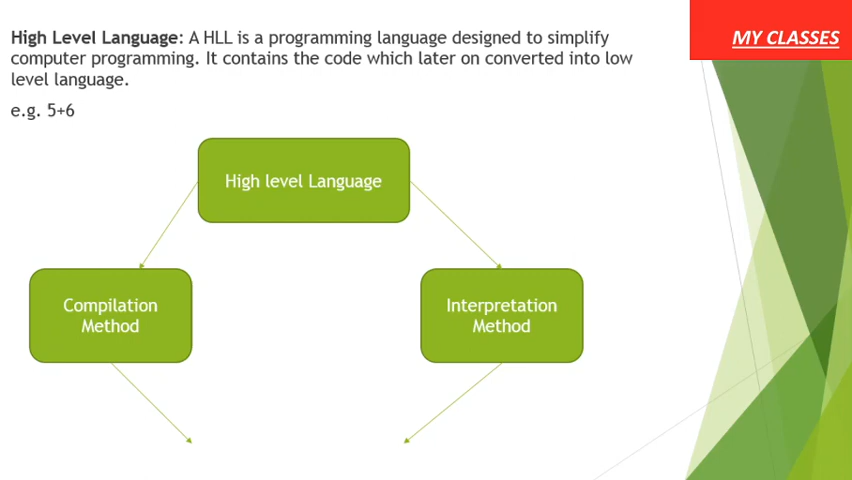 MY CLASSES
High Level Language: A HLL is a programming language designed to simplify
computer programming. It contains the code which later on converted into low
level language.
e.g. 5+6
High level Language
Compilation
Method
Interpretation
Method